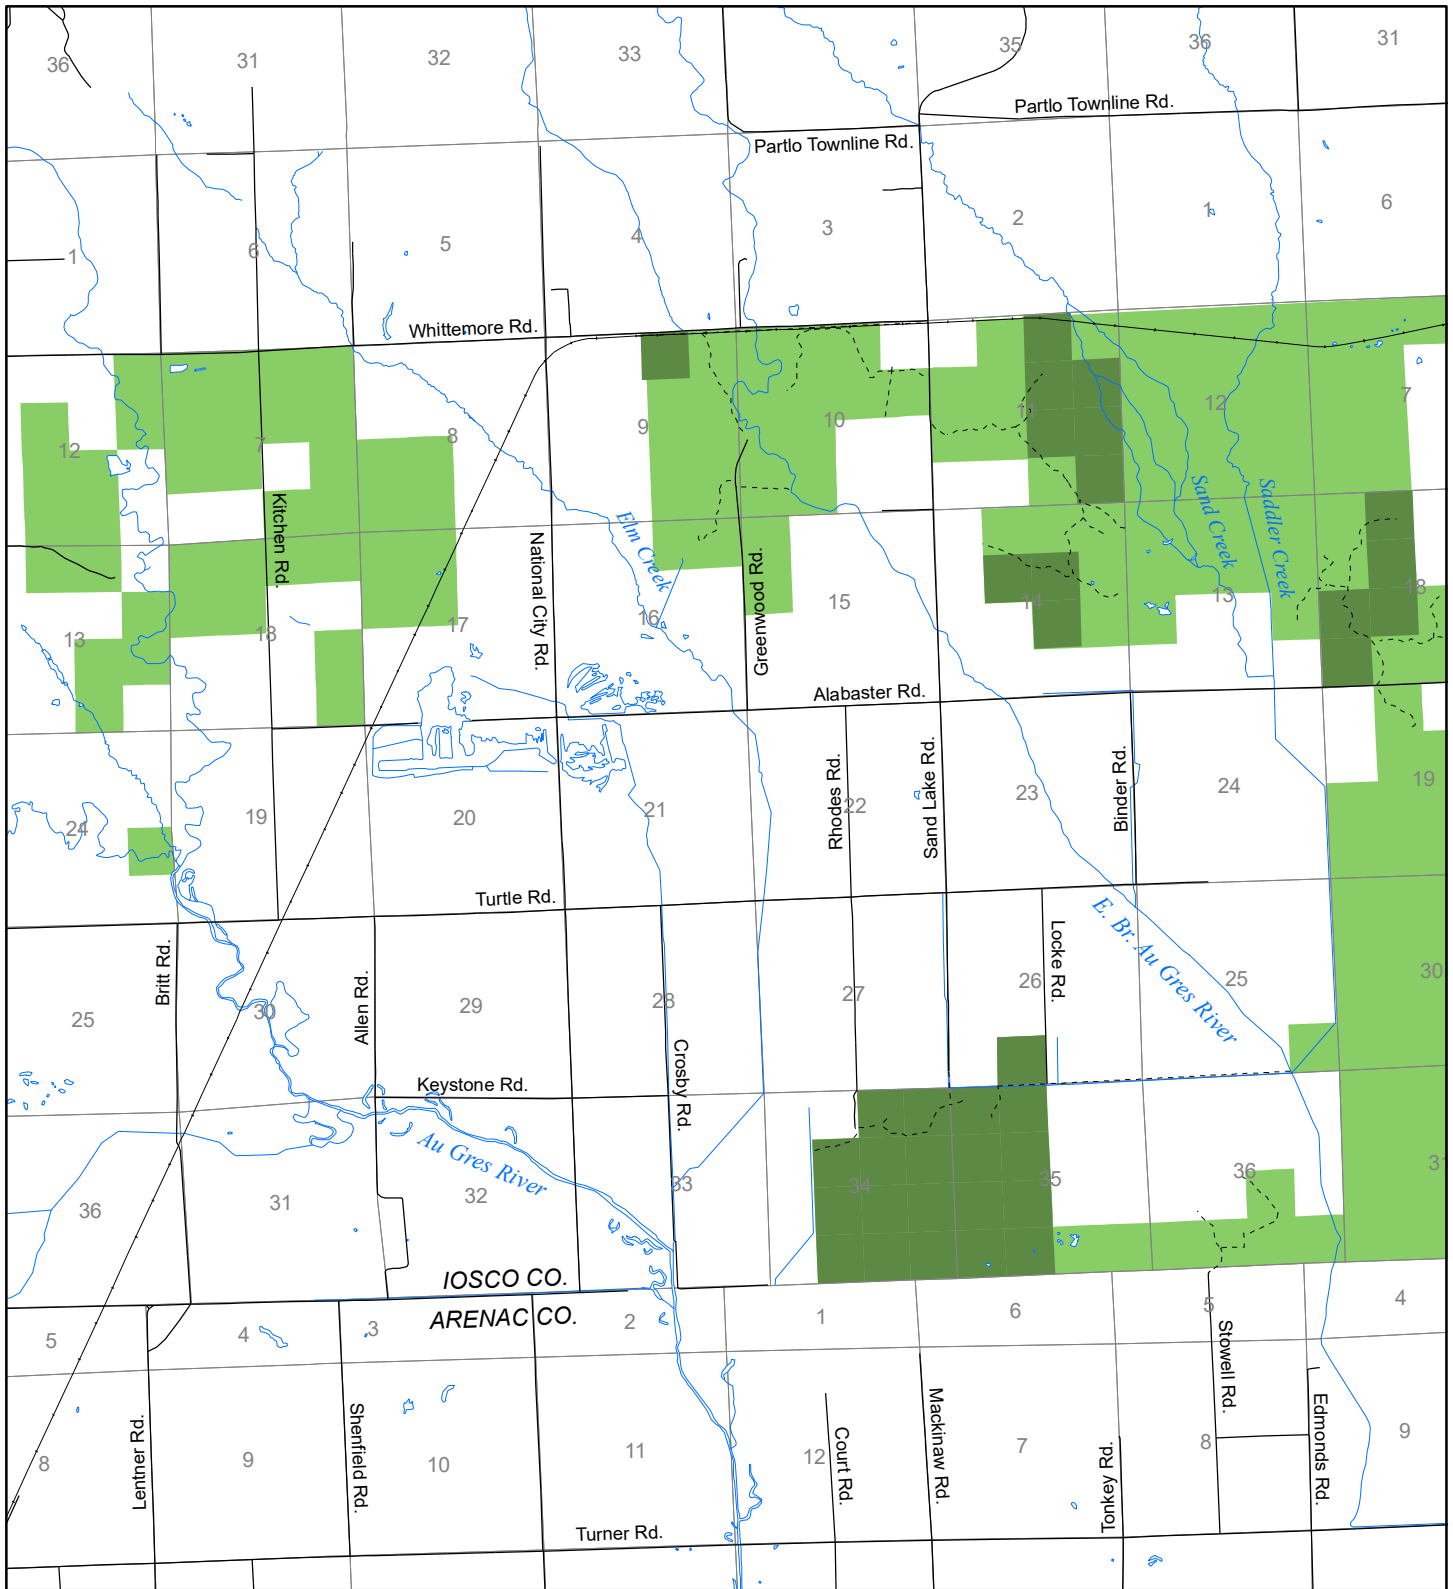 36
31
32
33
35
36
31
Partlo Townline Rd.
Partlo Townline Rd.
1
6
5
4
3
2
1
6
Whittemore Rd.
12
7
8
9
10
11
12
7
Kitchen Rd.
National City Rd.
Elm Creek
Greenwood Rd.
Sand Creek
Saddler Creek
13
18
17
16
15
14
13
18
Alabaster Rd.
24
19
20
21
Rhodes Rd.
22
Sand Lake Rd.
23
Binder Rd.
24
19
Turtle Rd.
25
Britt Rd.
30
Allen Rd.
29
28
27
26
Locke Rd.
E. Br. Au Gres River
25
30
Keystone Rd.
Crosby Rd.
Au Gres River
36
31
32
33
34
35
36
31
IOSCO CO.
ARENAC CO.
5
4
3
2
1
6
5
4
Stowell Rd.
8
Lentner Rd.
9
Shenfield Rd.
10
11
12
Court Rd.
Mackinaw Rd.
7
Tonkey Rd.
8
Edmonds Rd.
9
Turner Rd.